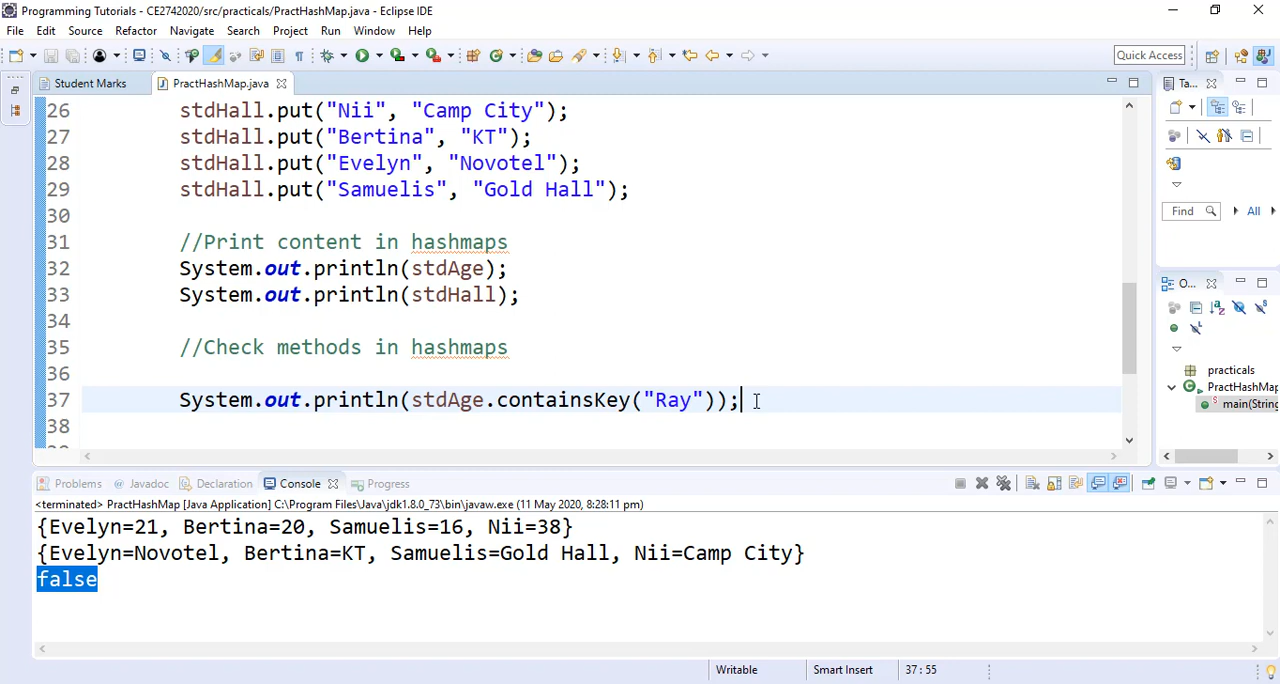 Programming Tutorials - CE2742020/src/practicals/PractHashMap.java - Eclipse IDE
File Edit Source Refactor Navigate Search Project Run Window Help
Quick Access
Student Marks PractHashMap.java Ta...
26 stdHall.put("Nii", "Camp City");
27 stdHall.put("Bertina", "KT");
28 stdHall.put("Evelyn", "Novotel");
29 stdHall.put("Samuelis", "Gold Hall");
30
31 //Print content in hashmaps
32 System.out.println(stdAge);
33 System.out.println(stdHall);
34
35 //Check methods in hashmaps
36
37 System.out.println(stdAge.containsKey("Ray"));
38
Find All
O...
practicals
PractHashMap
main(String
Problems Javadoc Declaration Console Progress
<terminated> PractHashMap [Java Application] C:\Program Files\Java\jdk1.8.0_73\bin\javaw.exe (11 May 2020, 8:28:11 pm)
{Evelyn=21, Bertina=20, Samuelis=16, Nii=38}
{Evelyn=Novotel, Bertina=KT, Samuelis=Gold Hall, Nii=Camp City}
false
Writable Smart Insert 37 : 55